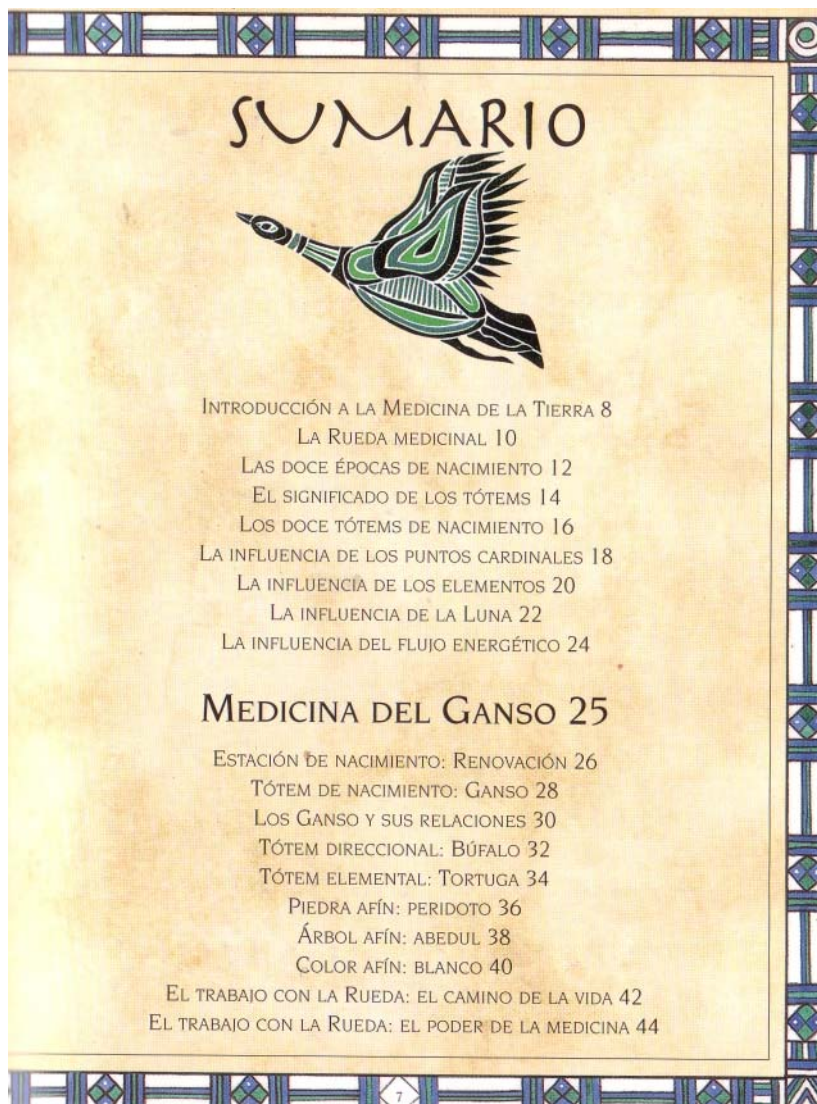 SUMARIO
INTRODUCCIÓN A LA MEDICINA DE LA TIERRA 8
LA RUEDA MEDICINAL 10
LAS DOCE ÉPOCAS DE NACIMIENTO 12
EL SIGNIFICADO DE LOS TÓTEMS 14
LOS DOCE TÓTEMS DE NACIMIENTO 16
LA INFLUENCIA DE LOS PUNTOS CARDINALES 18
LA INFLUENCIA DE LOS ELEMENTOS 20
LA INFLUENCIA DE LA LUNA 22
LA INFLUENCIA DEL FLUJO ENERGÉTICO 24
MEDICINA DEL GANSO 25
ESTACIÓN DE NACIMIENTO: RENOVACIÓN 26
TÓTEM DE NACIMIENTO: GANSO 28
LOS GANSO Y SUS RELACIONES 30
TÓTEM DIRECCIONAL: BÚFALO 32
TÓTEM ELEMENTAL: TORTUGA 34
PIEDRA AFÍN: PERIDOTO 36
ÁRBOL AFÍN: ABEDUL 38
COLOR AFÍN: BLANCO 40
EL TRABAJO CON LA RUEDA: EL CAMINO DE LA VIDA 42
EL TRABAJO CON LA RUEDA: EL PODER DE LA MEDICINA 44
7